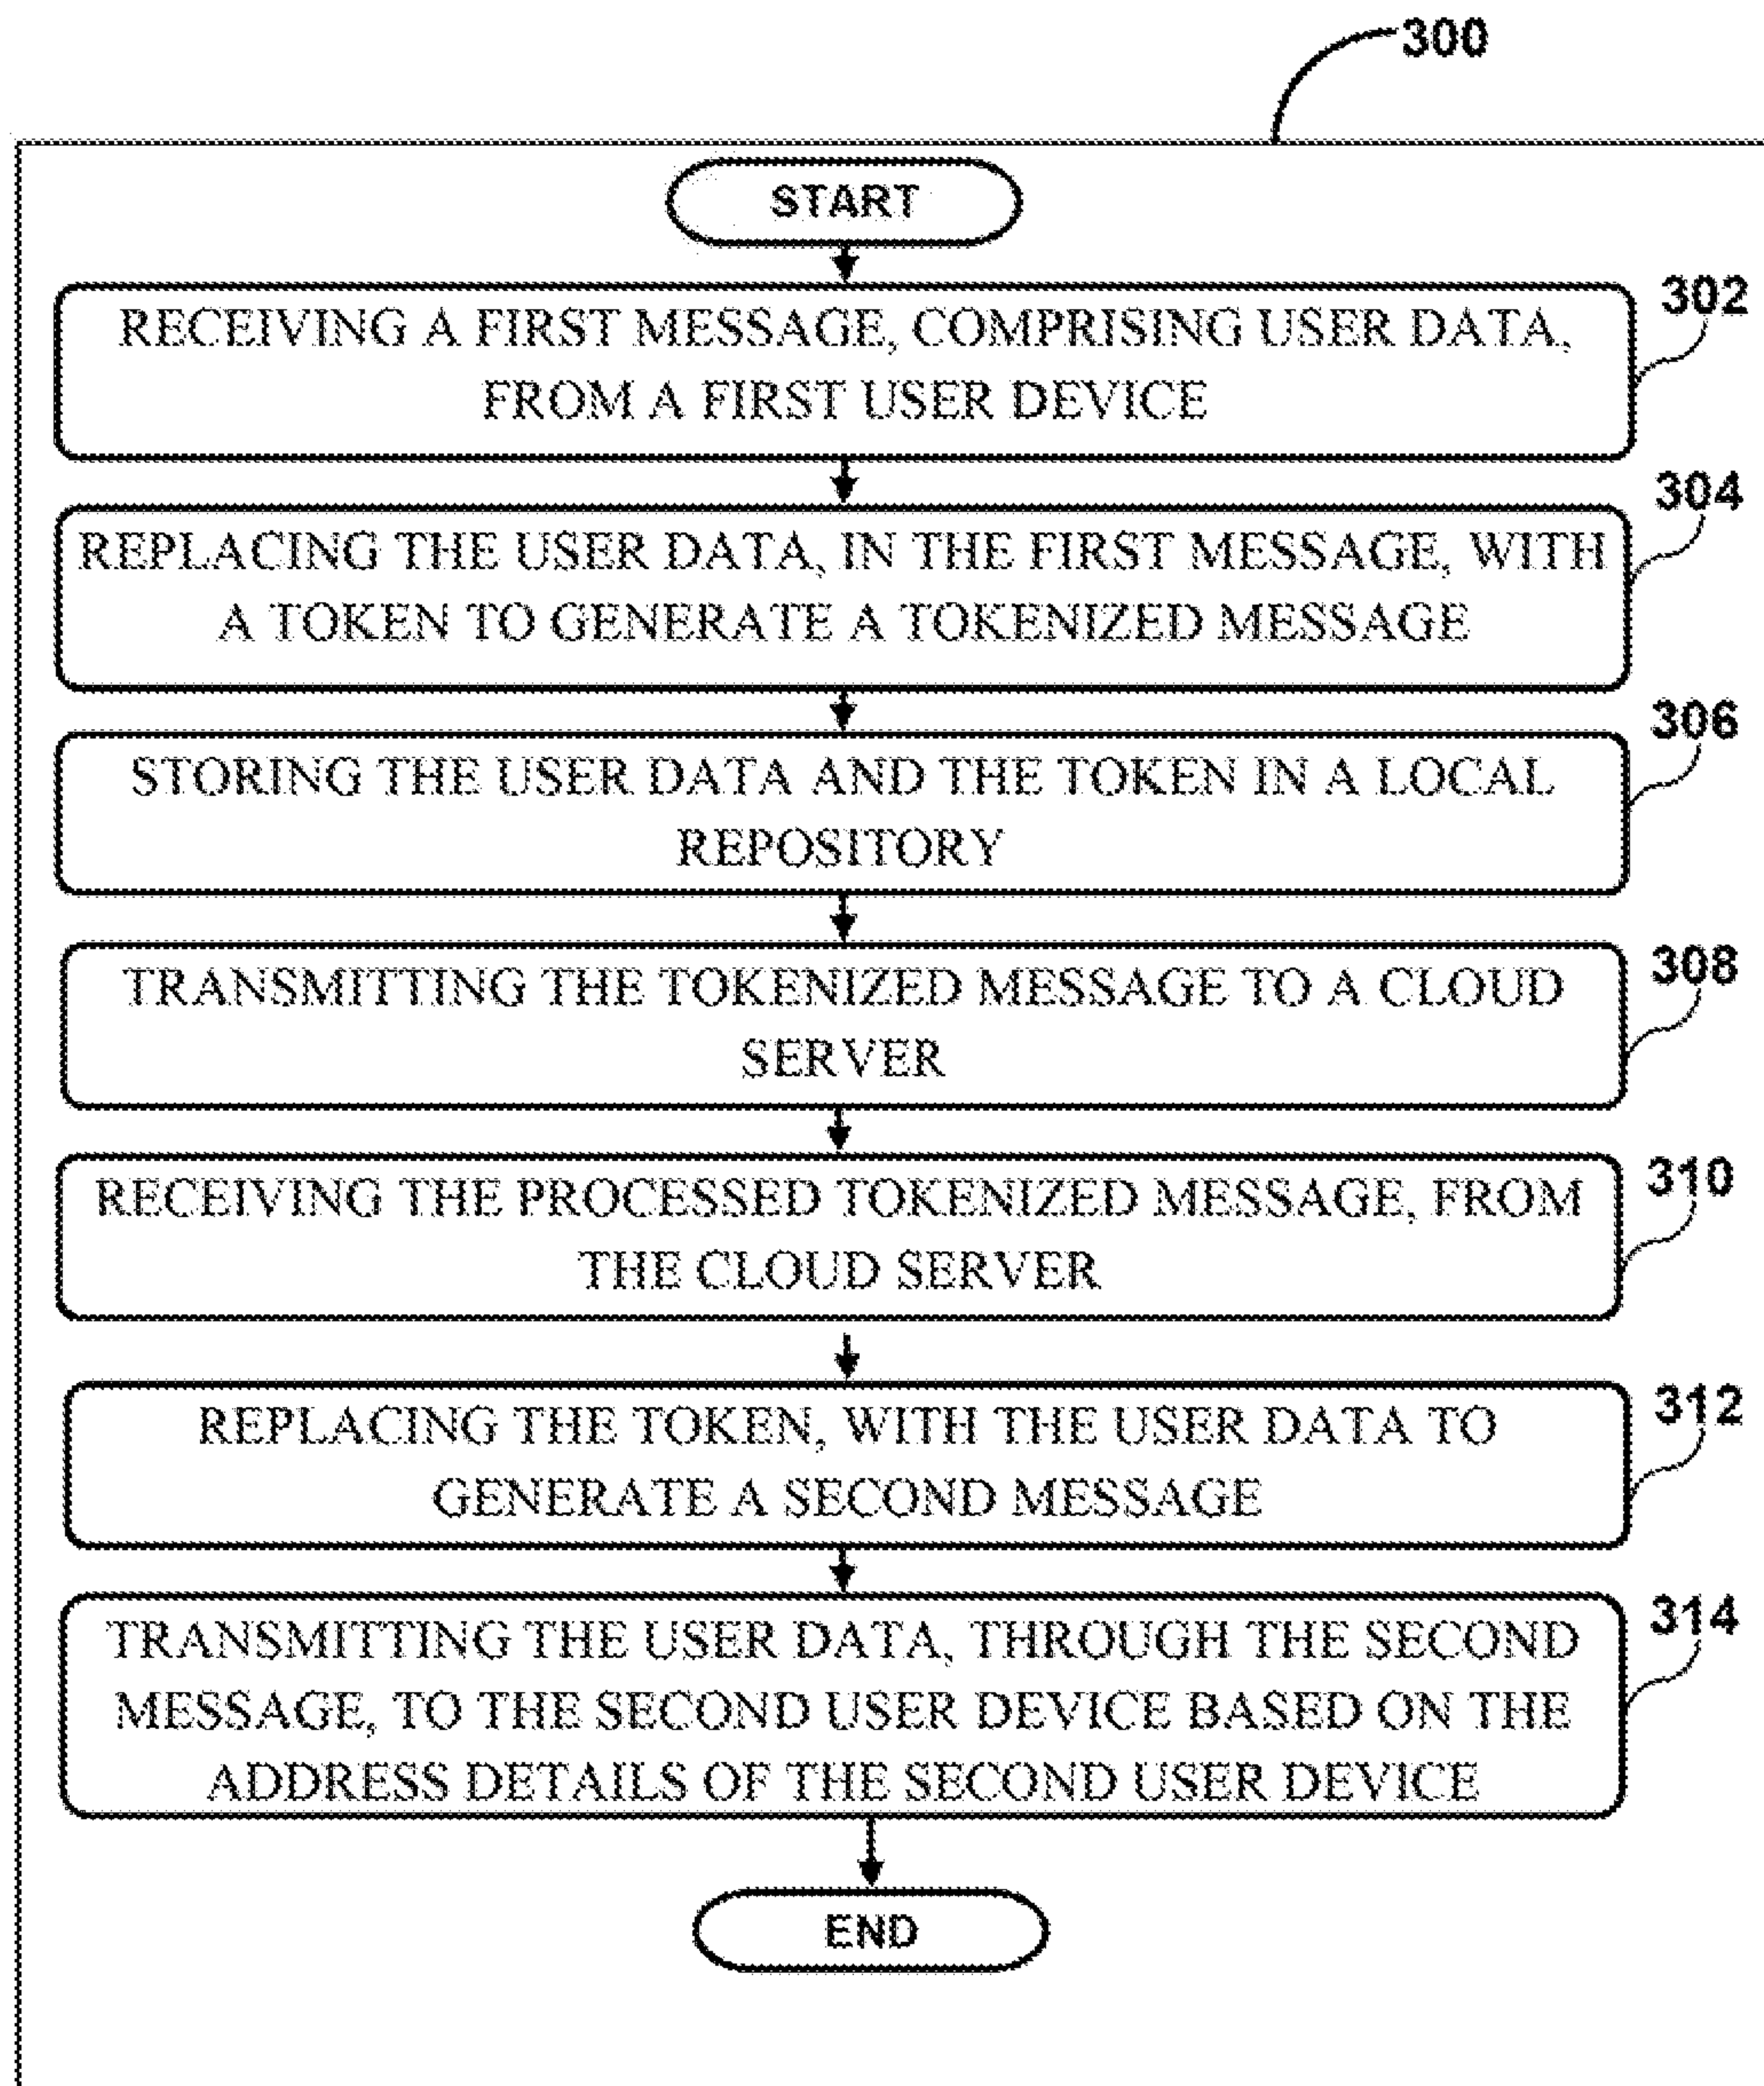 300
START
RECEIVING A FIRST MESSAGE, COMPRISING USER DATA,
FROM A FIRST USER DEVICE
302
REPLACING THE USER DATA, IN THE FIRST MESSAGE, WITH
A TOKEN TO GENERATE A TOKENIZED MESSAGE
304
STORING THE USER DATA AND THE TOKEN IN A LOCAL
REPOSITORY
306
TRANSMITTING THE TOKENIZED MESSAGE TO A CLOUD
SERVER
308
RECEIVING THE PROCESSED TOKENIZED MESSAGE, FROM
THE CLOUD SERVER
310
REPLACING THE TOKEN, WITH THE USER DATA TO
GENERATE A SECOND MESSAGE
312
TRANSMITTING THE USER DATA, THROUGH THE SECOND
MESSAGE, TO THE SECOND USER DEVICE BASED ON THE
ADDRESS DETAILS OF THE SECOND USER DEVICE
314
END